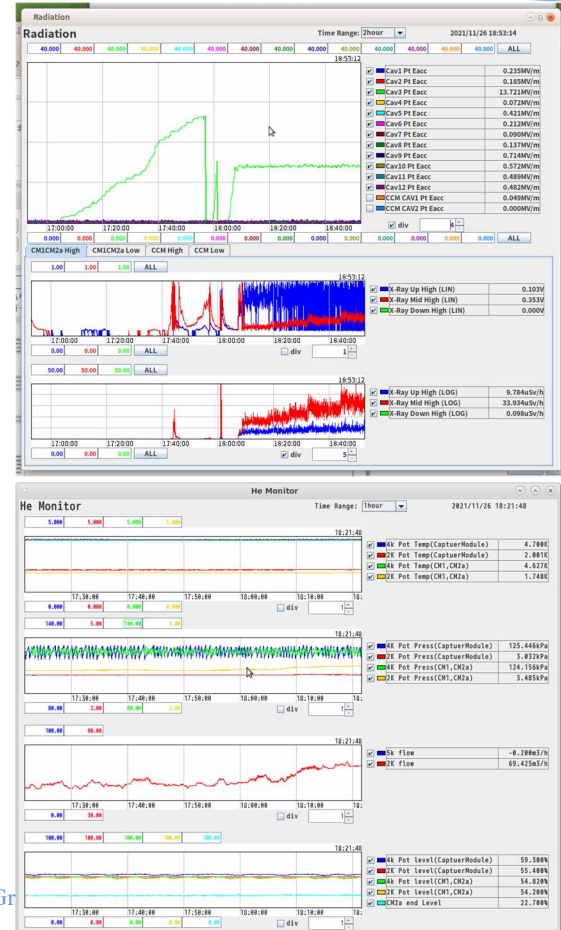 Radiation
Radiation Time Range: 2hour 2021/11/26 18:53:14
40.000 40.000 40.000 40.000 40.000 40.000 40.000 40.000 40.000 40.000 40.000 40.000 40.000 ALL
18:53:12
Cav1 Pt Eacc 0.235MV/m
Cav2 Pt Eacc 0.185MV/m
Cav3 Pt Eacc 13.721MV/m
Cav4 Pt Eacc 0.072MV/m
Cav5 Pt Eacc 0.421MV/m
Cav6 Pt Eacc 0.212MV/m
Cav7 Pt Eacc 0.090MV/m
Cav8 Pt Eacc 0.137MV/m
Cav9 Pt Eacc 0.714MV/m
Cav10 Pt Eacc 0.572MV/m
Cav11 Pt Eacc 0.489MV/m
Cav12 Pt Eacc 0.482MV/m
CCM CAV1 Pt Eacc 0.049MV/m
CCM CAV2 Pt Eacc 0.000MV/m
17:00:00 17:20:00 17:40:00 18:00:00 18:20:00 18:40:00 div 4
0.000 0.000 0.000 0.000 0.000 0.000 0.000 0.000 0.000 0.000 0.000 0.000 0.000 ALL
CM1CM2a High CM1CM2a Low CCM High CCM Low
1.00 1.00 1.00 ALL
18:53:12
X-Ray Up High (LIN) 0.103V
X-Ray Mid High (LIN) 0.353V
X-Ray Down High (LIN) 0.000V
17:00:00 17:20:00 17:40:00 18:00:00 18:20:00 18:40:00
0.00 0.00 0.00 ALL div 1
50.00 50.00 50.00 ALL
18:53:12
X-Ray Up High (LOG) 9.784uSv/h
X-Ray Mid High (LOG) 33.934uSv/h
X-Ray Down High (LOG) 0.098uSv/h
17:00:00 17:20:00 17:40:00 18:00:00 18:20:00 18:40:00
0.00 0.00 0.00 ALL div 5
He Monitor
He Monitor Time Range: 1hour 2021/11/26 18:21:48
5.000 5.000 5.000 5.000
18:21:48
4k Pot Temp(CaptuerModule) 4.700K
2K Pot Temp(CaptuerModule) 2.001K
4k Pot Temp(CM1,CM2a) 4.627K
2K Pot Temp(CM1,CM2a) 1.748K
17:30:00 17:40:00 17:50:00 18:00:00 18:10:00 18:
0.000 0.000 0.000 0.000 div 1
140.00 5.00 140.00 5.00
18:21:48
4K Pot Press(CaptuerModule) 125.446kPa
2K Pot Press(CaptuerModule) 3.032kPa
4K Pot Press(CM1,CM2a) 124.156kPa
2K Pot Press(CM1,CM2a) 3.485kPa
17:30:00 17:40:00 17:50:00 18:00:00 18:10:00 18:
80.00 2.00 80.00 2.00 div 1
100.00 90.00
18:21:48
5k flow -0.200m3/h
2K flow 69.425m3/h
17:30:00 17:40:00 17:50:00 18:00:00 18:10:00 18:
0.00 30.00 div 1
100.00 100.00 100.00 100.00 100.00
18:21:48
4k Pot level(CaptuerModule) 59.300%
2K Pot level(CaptuerModule) 55.400%
4k Pot level(CM1,CM2a) 54.820%
2K Pot level(CM1,CM2a) 54.200%
CM2a end Level 22.700%
Gr
17:30:00 17:40:00 17:50:00 18:00:00 18:10:00 18:
0.00 0.00 0.00 0.00 0.00 div 1